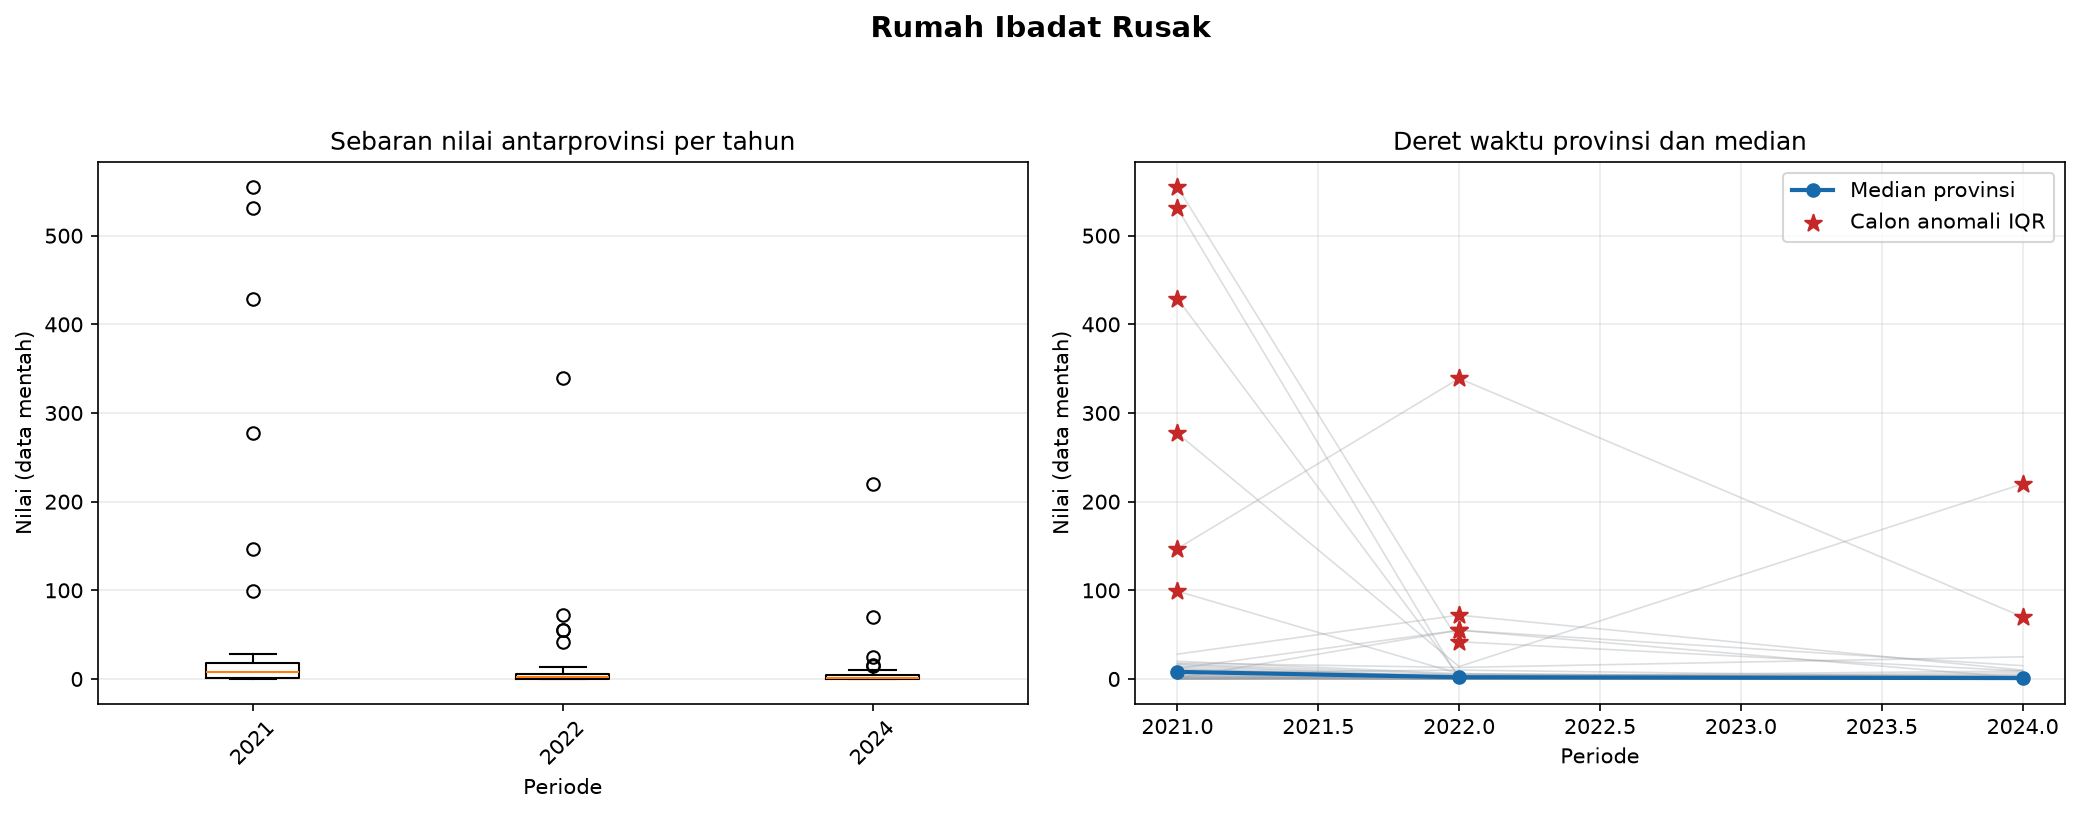 Rumah Ibadat Rusak
Sebaran nilai antarprovinsi per tahun
Nilai (data mentah)
500
400
300
200
100
0
2021
2022
2024
Periode
Deret waktu provinsi dan median
Nilai (data mentah)
500
400
300
200
100
0
Median provinsi
Calon anomali IQR
2021.0
2021.5
2022.0
2022.5
2023.0
2023.5
2024.0
Periode